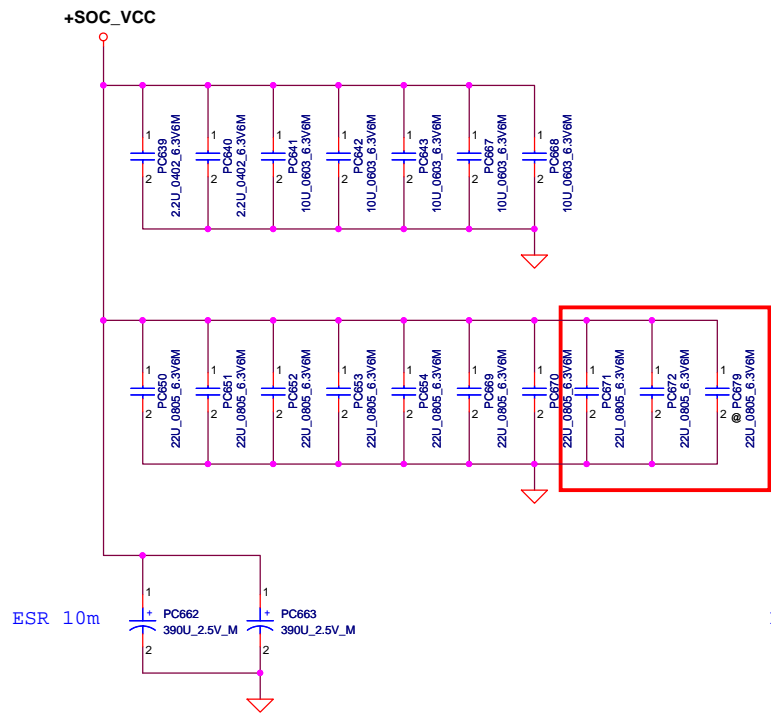 +SOC_VCC
1
2
PC639
2.2U_0402_6.3V6M
1
2
PC640
2.2U_0402_6.3V6M
1
2
PC641
10U_0603_6.3V6M
1
2
PC642
10U_0603_6.3V6M
1
2
PC643
10U_0603_6.3V6M
1
2
PC667
10U_0603_6.3V6M
1
2
PC668
10U_0603_6.3V6M
1
2
PC650
22U_0805_6.3V6M
1
2
PC651
22U_0805_6.3V6M
1
2
PC652
22U_0805_6.3V6M
1
2
PC653
22U_0805_6.3V6M
1
2
PC654
22U_0805_6.3V6M
1
2
PC669
22U_0805_6.3V6M
1
2
PC670
22U_0805_6.3V6M
1
2
PC671
22U_0805_6.3V6M
1
2
PC672
22U_0805_6.3V6M
1
2
@ PC679
22U_0805_6.3V6M
ESR 10m
1
+
2
PC662
390U_2.5V_M
1
+
2
PC663
390U_2.5V_M